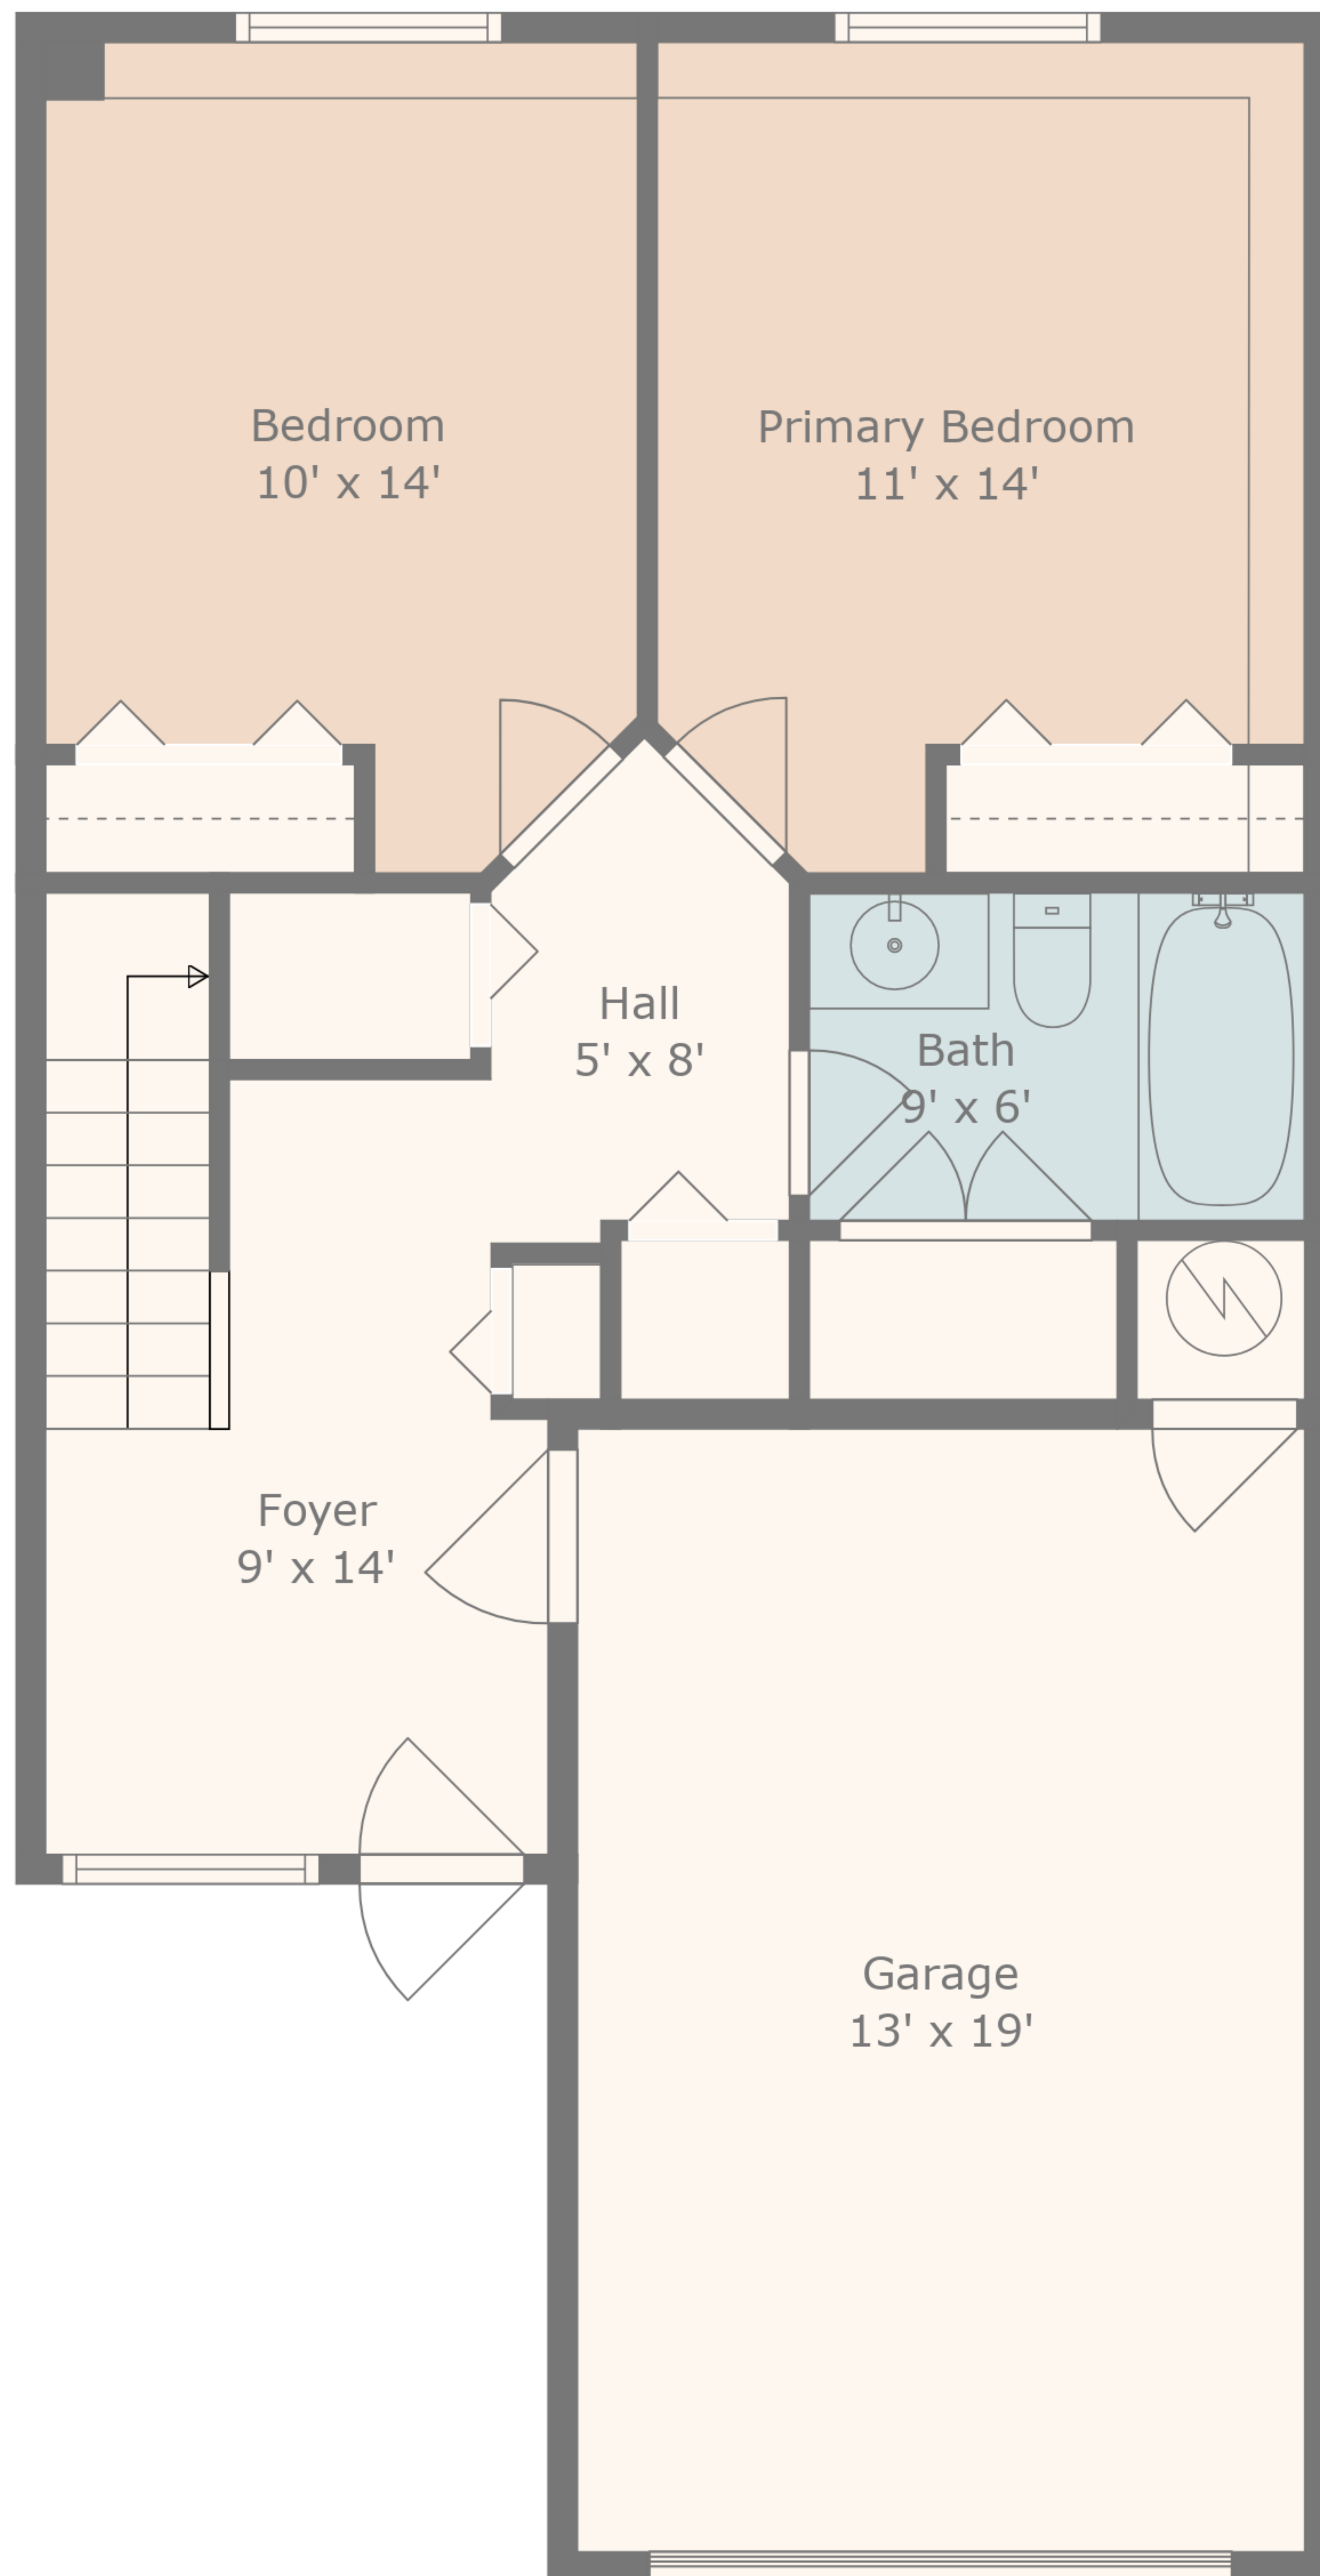 Bedroom
10' x 14'
Primary Bedroom
11' x 14'
Hall
5' x 8'
Bath
9' x 6'
Foyer
9' x 14'
Garage
13' x 19'